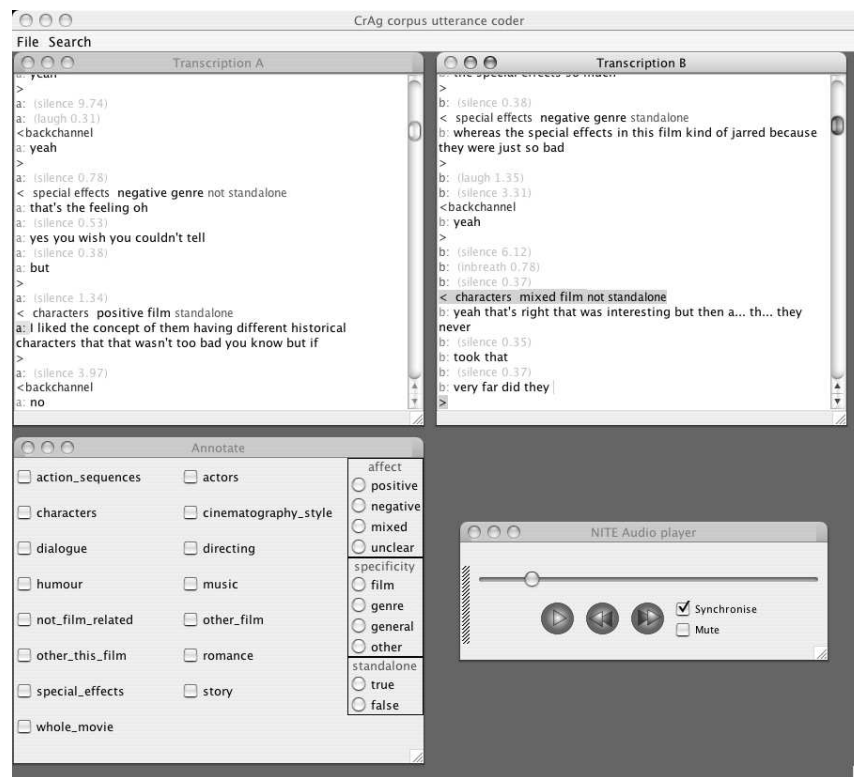 CrAg corpus utterance coder
File Search
Transcription A
a: yeah
>
a: (silence 9.74)
a: (laugh 0.31)
<backchannel
a: yeah
>
a: (silence 0.78)
< special effects negative genre not standalone
a: that's the feeling oh
a: (silence 0.53)
a: yes you wish you couldn't tell
a: (silence 0.38)
a: but
>
a: (silence 1.34)
< characters positive film standalone
a: I liked the concept of them having different historical
characters that that wasn't too bad you know but if
>
a: (silence 3.97)
<backchannel
a: no
Transcription B
b: the special effects so much
>
b: (silence 0.38)
< special effects negative genre standalone
b: whereas the special effects in this film kind of jarred because
they were just so bad
>
b: (laugh 1.35)
b: (silence 3.31)
<backchannel
b: yeah
>
b: (silence 6.12)
b: (inbreath 0.78)
b: (silence 0.37)
< characters mixed film not standalone
b: yeah that's right that was interesting but then a... th... they
never
b: (silence 0.35)
b: took that
b: (silence 0.37)
b: very far did they
>
Annotate
action_sequences
actors
characters
cinematography_style
dialogue
directing
humour
music
not_film_related
other_film
other_this_film
romance
special_effects
story
whole_movie
affect
positive
negative
mixed
unclear
specificity
film
genre
general
other
standalone
true
false
NITE Audio player
Synchronise
Mute